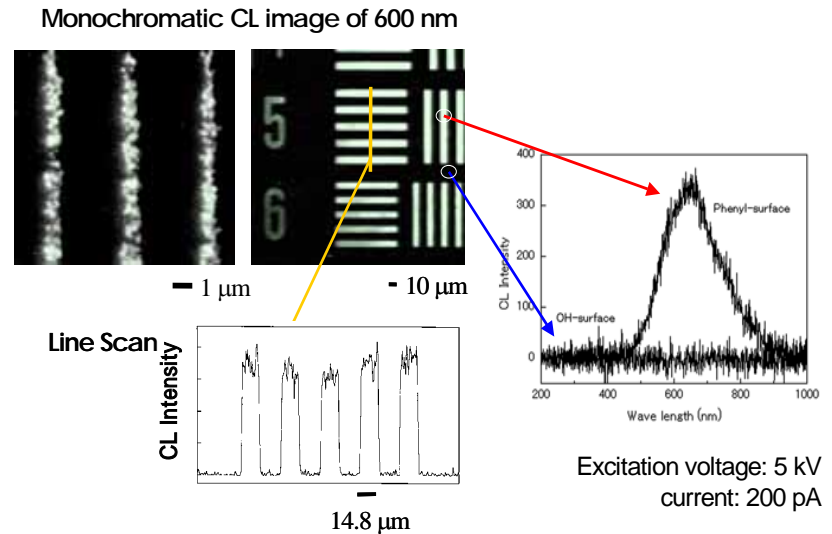 Monochromatic CL image of 600 nm
5
6
1 μm
10 μm
Line Scan
CL Intensity
14.8 μm
400
300
200
100
0
CL Intensity
Phenyl-surface
OH-surface
200 400 600 800 1000
Wave length (nm)
Excitation voltage: 5 kV
current: 200 pA